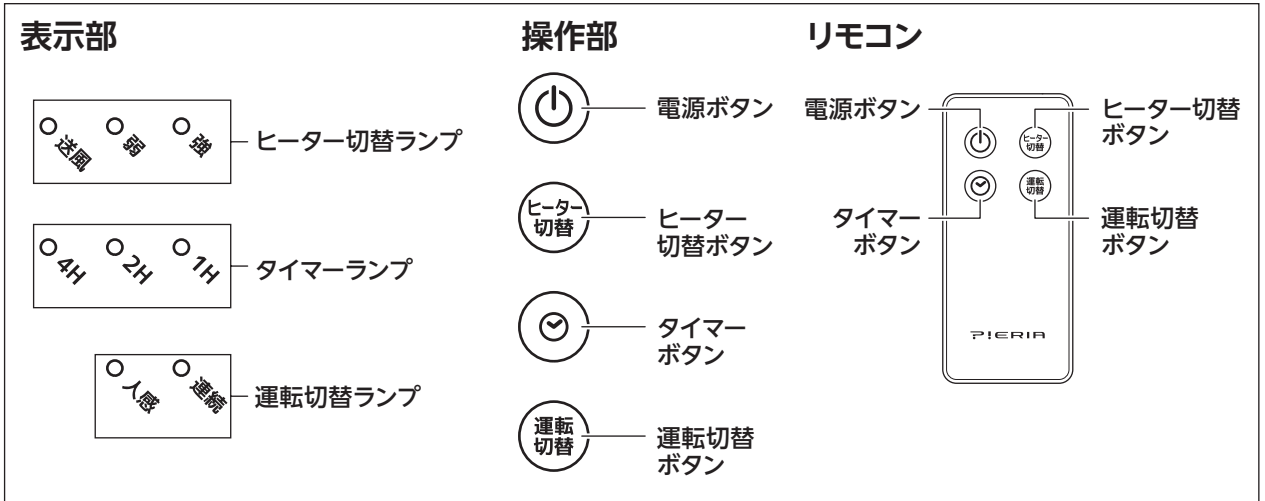 表示部
送風
弱
強
ヒーター切替ランプ
4H
2H
1H
タイマーランプ
人感
連続
運転切替ランプ
操作部
電源ボタン
ヒーター
切替
ヒーター
切替ボタン
タイマー
ボタン
運転
切替
運転切替
ボタン
リモコン
電源ボタン
ヒーター切替
ボタン
ヒーター
切替
運転
切替
タイマー
ボタン
運転切替
ボタン
PIERIA